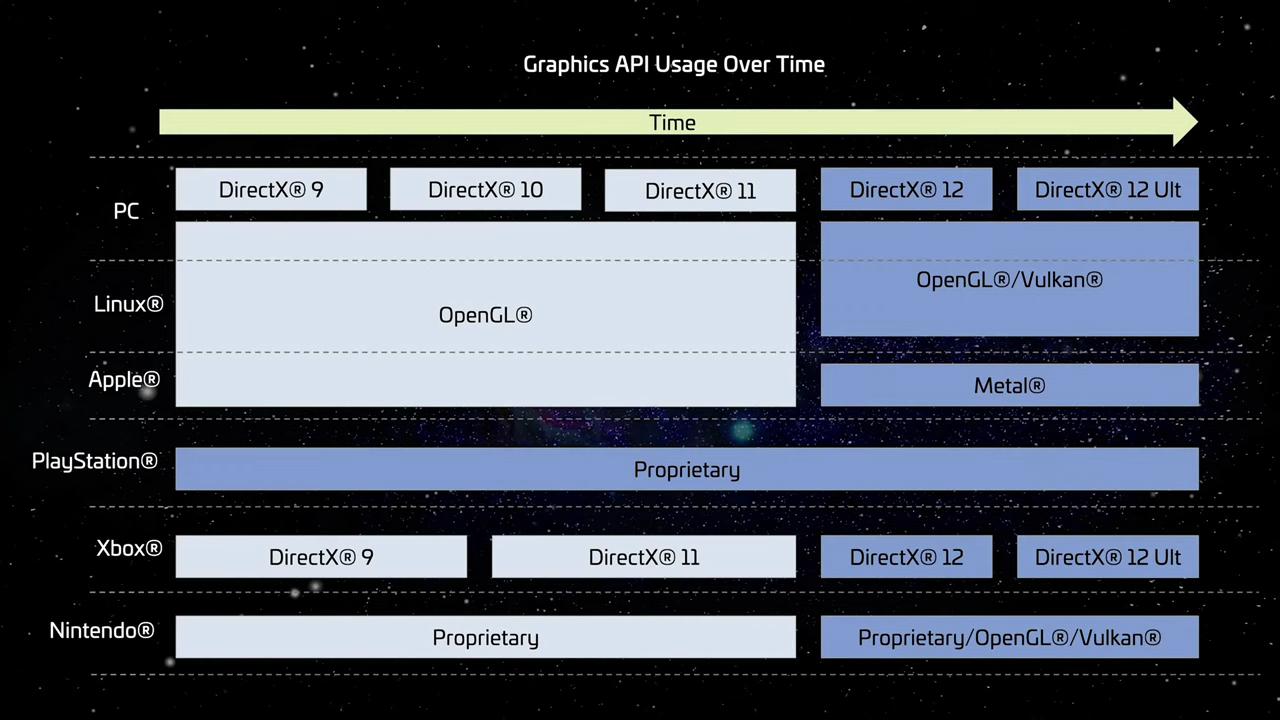 Graphics API Usage Over Time
Time
PC
DirectX® 9
DirectX® 10
DirectX® 11
DirectX® 12
DirectX® 12 Ult
OpenGL®/Vulkan®
Linux®
OpenGL®
Apple®
Metal®
PlayStation®
Proprietary
Xbox®
DirectX® 9
DirectX® 11
DirectX® 12
DirectX® 12 Ult
Nintendo®
Proprietary
Proprietary/OpenGL®/Vulkan®